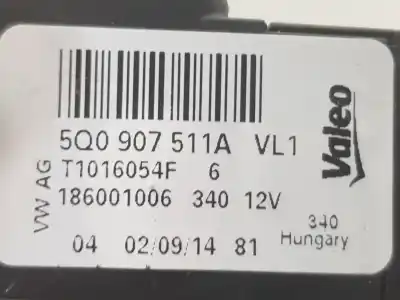 5Q0 907 511A VL1
T1016054F 6
186001006 340 12V
04 02/09/14 81
VW AG
Valeo
340
Hungary